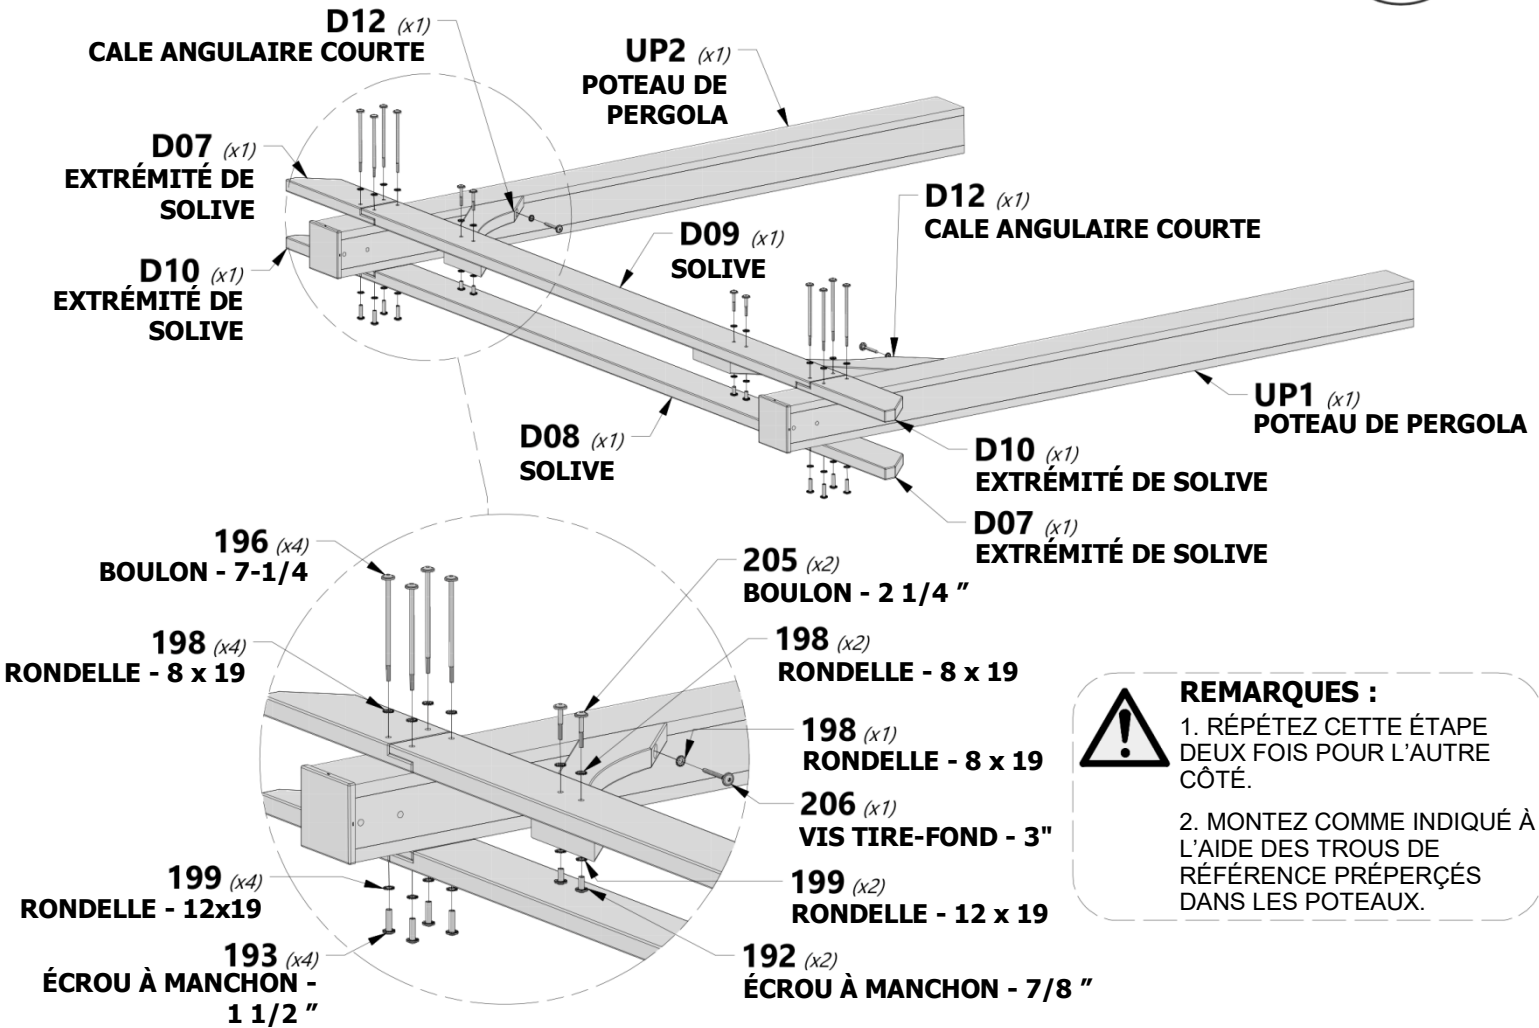 D12 (x1)
CALE ANGULAIRE COURTE
UP2 (x1)
POTEAU DE
PERGOLA
D07 (x1)
EXTRÉMITÉ DE
SOLIVE
D12 (x1)
CALE ANGULAIRE COURTE
D09 (x1)
SOLIVE
D10 (x1)
EXTRÉMITÉ DE
SOLIVE
UP1 (x1)
POTEAU DE PERGOLA
D08 (x1)
SOLIVE
D10 (x1)
EXTRÉMITÉ DE SOLIVE
D07 (x1)
EXTRÉMITÉ DE SOLIVE
196 (x4)
BOULON - 7-1/4
205 (x2)
BOULON - 2 1/4 ″
198 (x4)
RONDELLE - 8 x 19
198 (x2)
RONDELLE - 8 x 19
198 (x1)
RONDELLE - 8 x 19
206 (x1)
VIS TIRE-FOND - 3"
199 (x4)
RONDELLE - 12x19
199 (x2)
RONDELLE - 12 x 19
193 (x4)
ÉCROU À MANCHON -
1 1/2 ″
192 (x2)
ÉCROU À MANCHON - 7/8 ″
REMARQUES :
1. RÉPÉTEZ CETTE ÉTAPE
DEUX FOIS POUR L'AUTRE
CÔTÉ.
2. MONTEZ COMME INDIQUÉ À
L'AIDE DES TROUS DE
RÉFÉRENCE PRÉPERÇÉS
DANS LES POTEAUX.